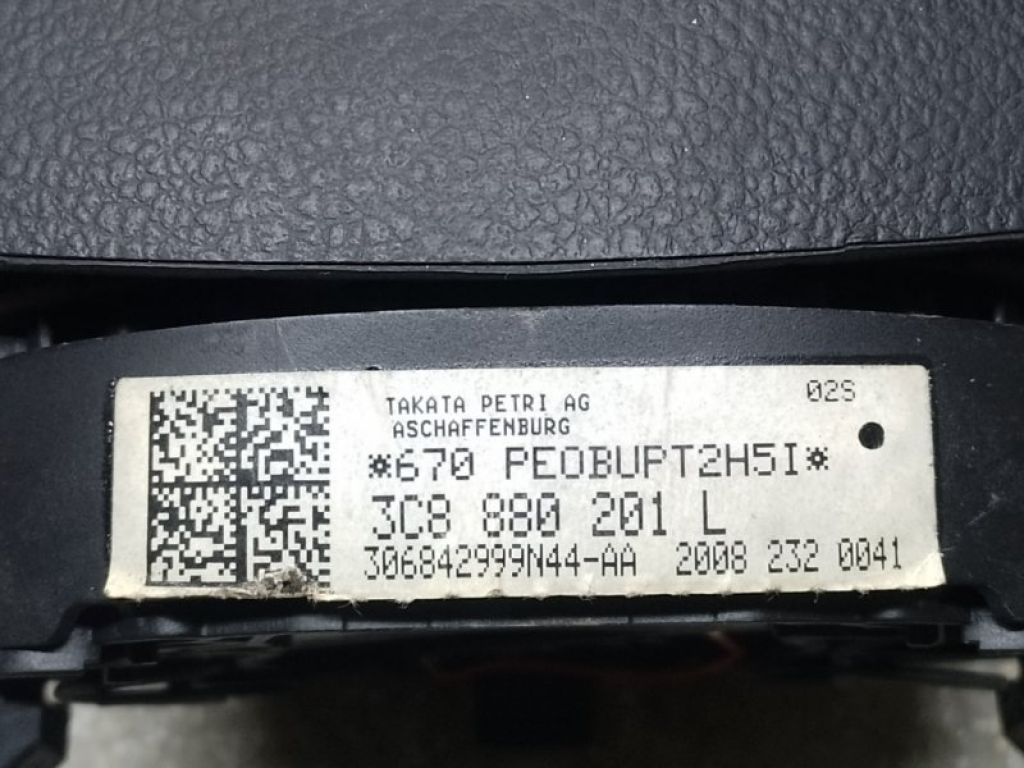 02S
TAKATA PETRI AG
ASCHAFFENBURG
*670 PEOBUPT2H5I*
3C8 880 201 L
306842999N44-AA 2008 232 0041